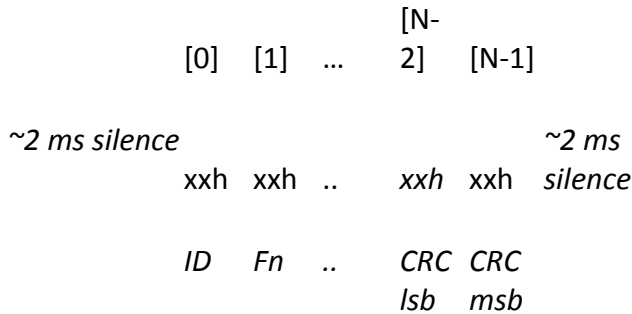 [N-
[0] [1] … 2] [N-1]
~2 ms silence ~2 ms
xxh xxh .. xxh xxh silence
ID Fn .. CRC CRC
lsb msb